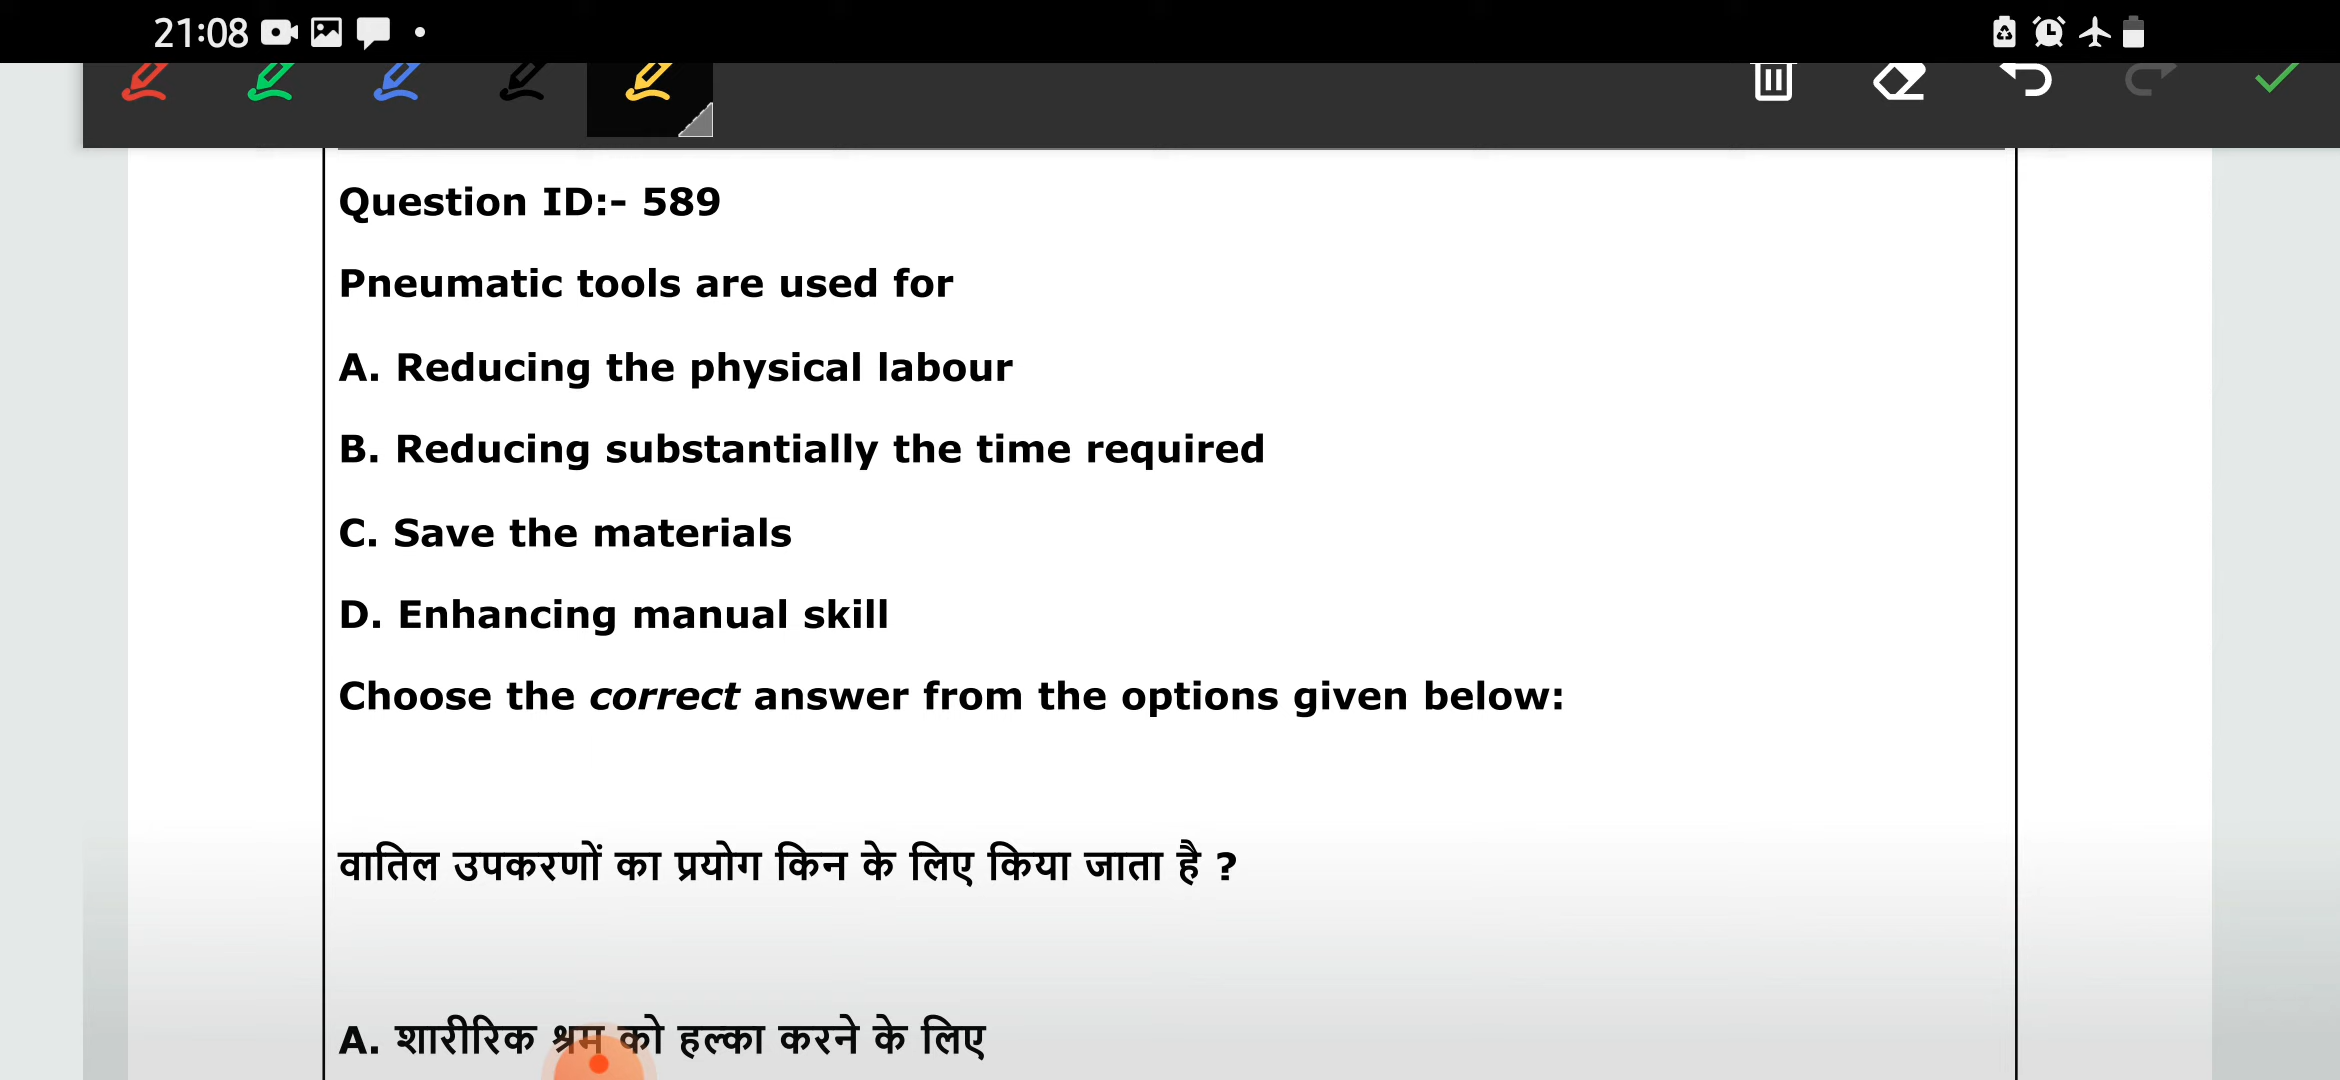 21:08
Question ID:- 589
Pneumatic tools are used for
A. Reducing the physical labour
B. Reducing substantially the time required
C. Save the materials
D. Enhancing manual skill
Choose the correct answer from the options given below:
वातिल उपकरणों का प्रयोग किन के लिए किया जाता है ?
A. शारीरिक श्रम को हल्का करने के लिए